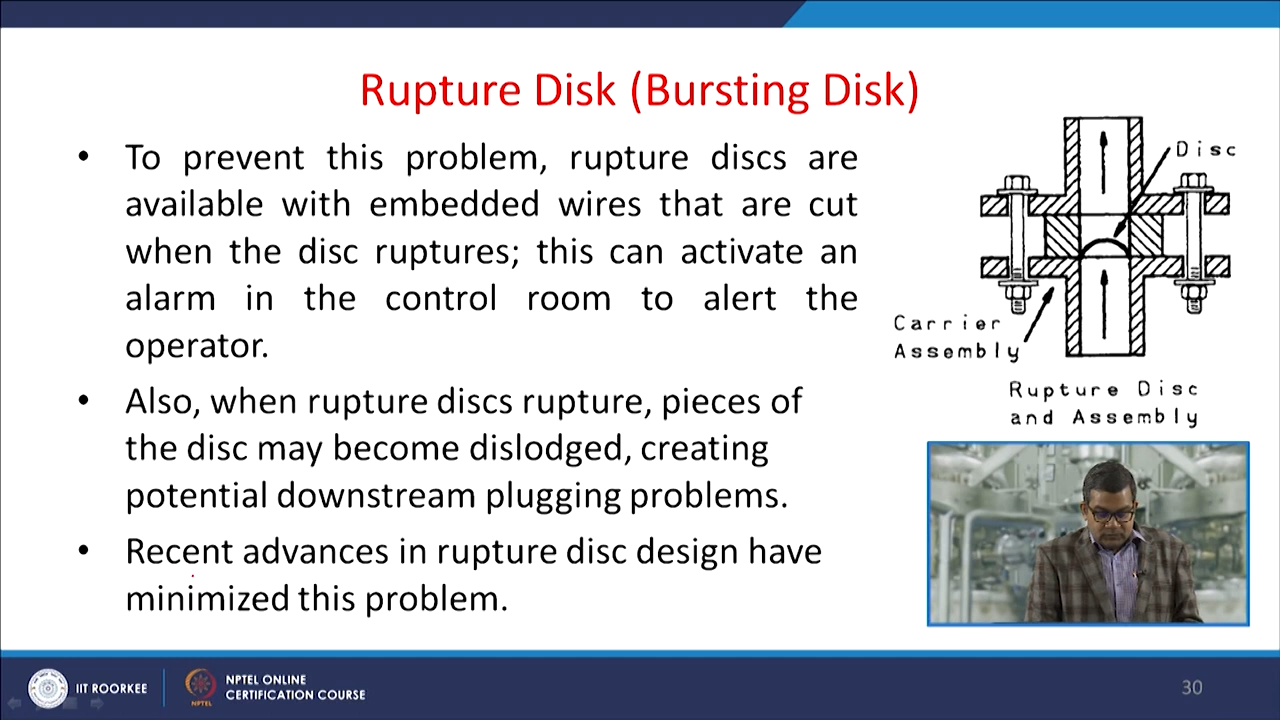 Rupture Disk (Bursting Disk)
• To prevent this problem, rupture discs are
available with embedded wires that are cut
when the disc ruptures; this can activate an
alarm in the control room to alert the
operator.
• Also, when rupture discs rupture, pieces of
the disc may become dislodged, creating
potential downstream plugging problems.
• Recent advances in rupture disc design have
minimized this problem.
Disc
Carrier
Assembly
Rupture Disc
and Assembly
IIT ROORKEE
NPTEL
NPTEL ONLINE
CERTIFICATION COURSE
30